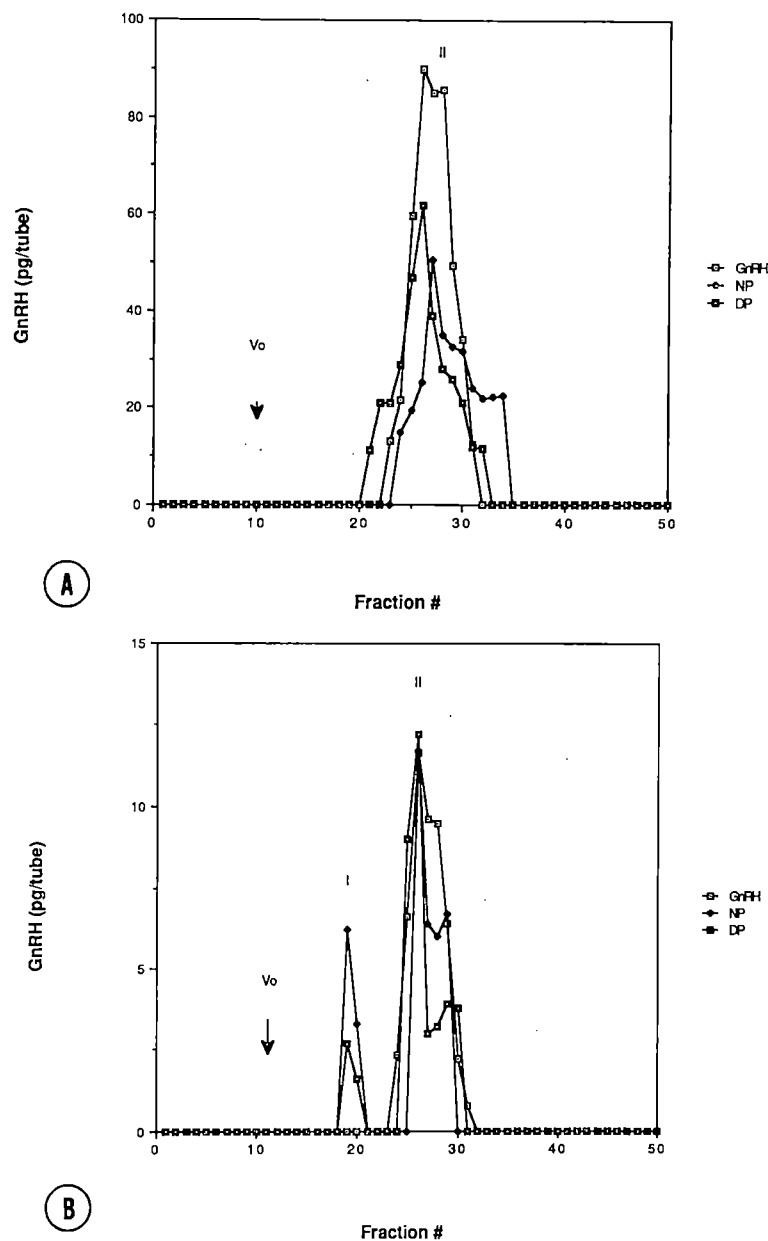 100
80
60
40
20
0
GnRH (pg/tube)
II
Vo
GnRH
NP
DP
0 10 20 30 40 50
Fraction #
A
15
10
5
0
GnRH (pg/tube)
II
I
Vo
GnRH
NP
DP
0 10 20 30 40 50
Fraction #
B